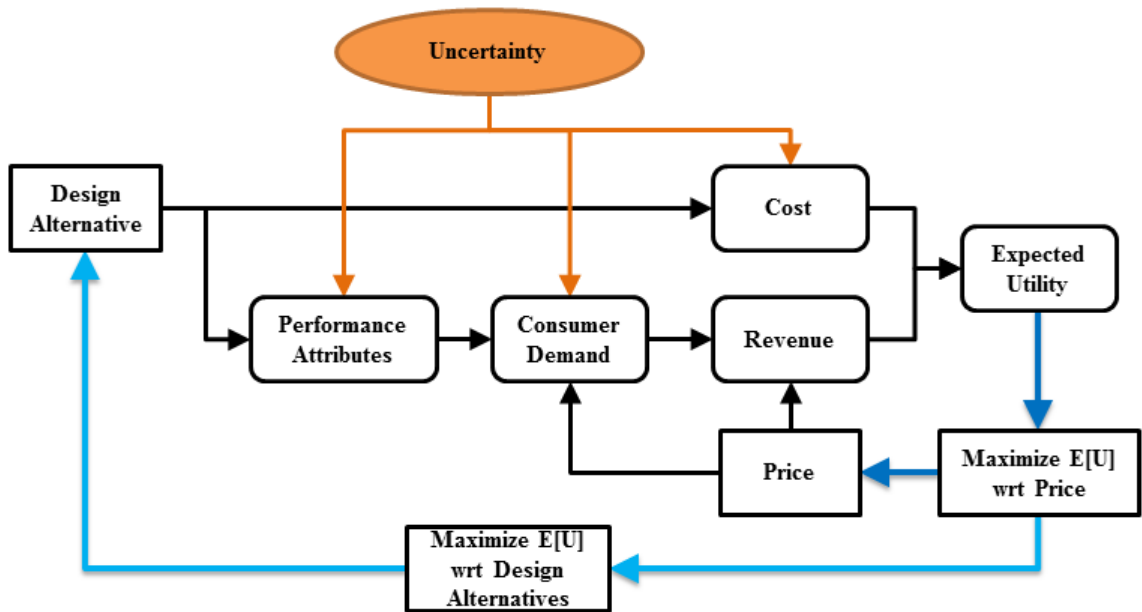 Uncertainty
Design
Alternative
Cost
Expected
Utility
Performance
Attributes
Consumer
Demand
Revenue
Price
Maximize E[U]
wrt Price
Maximize E[U]
wrt Design
Alternatives